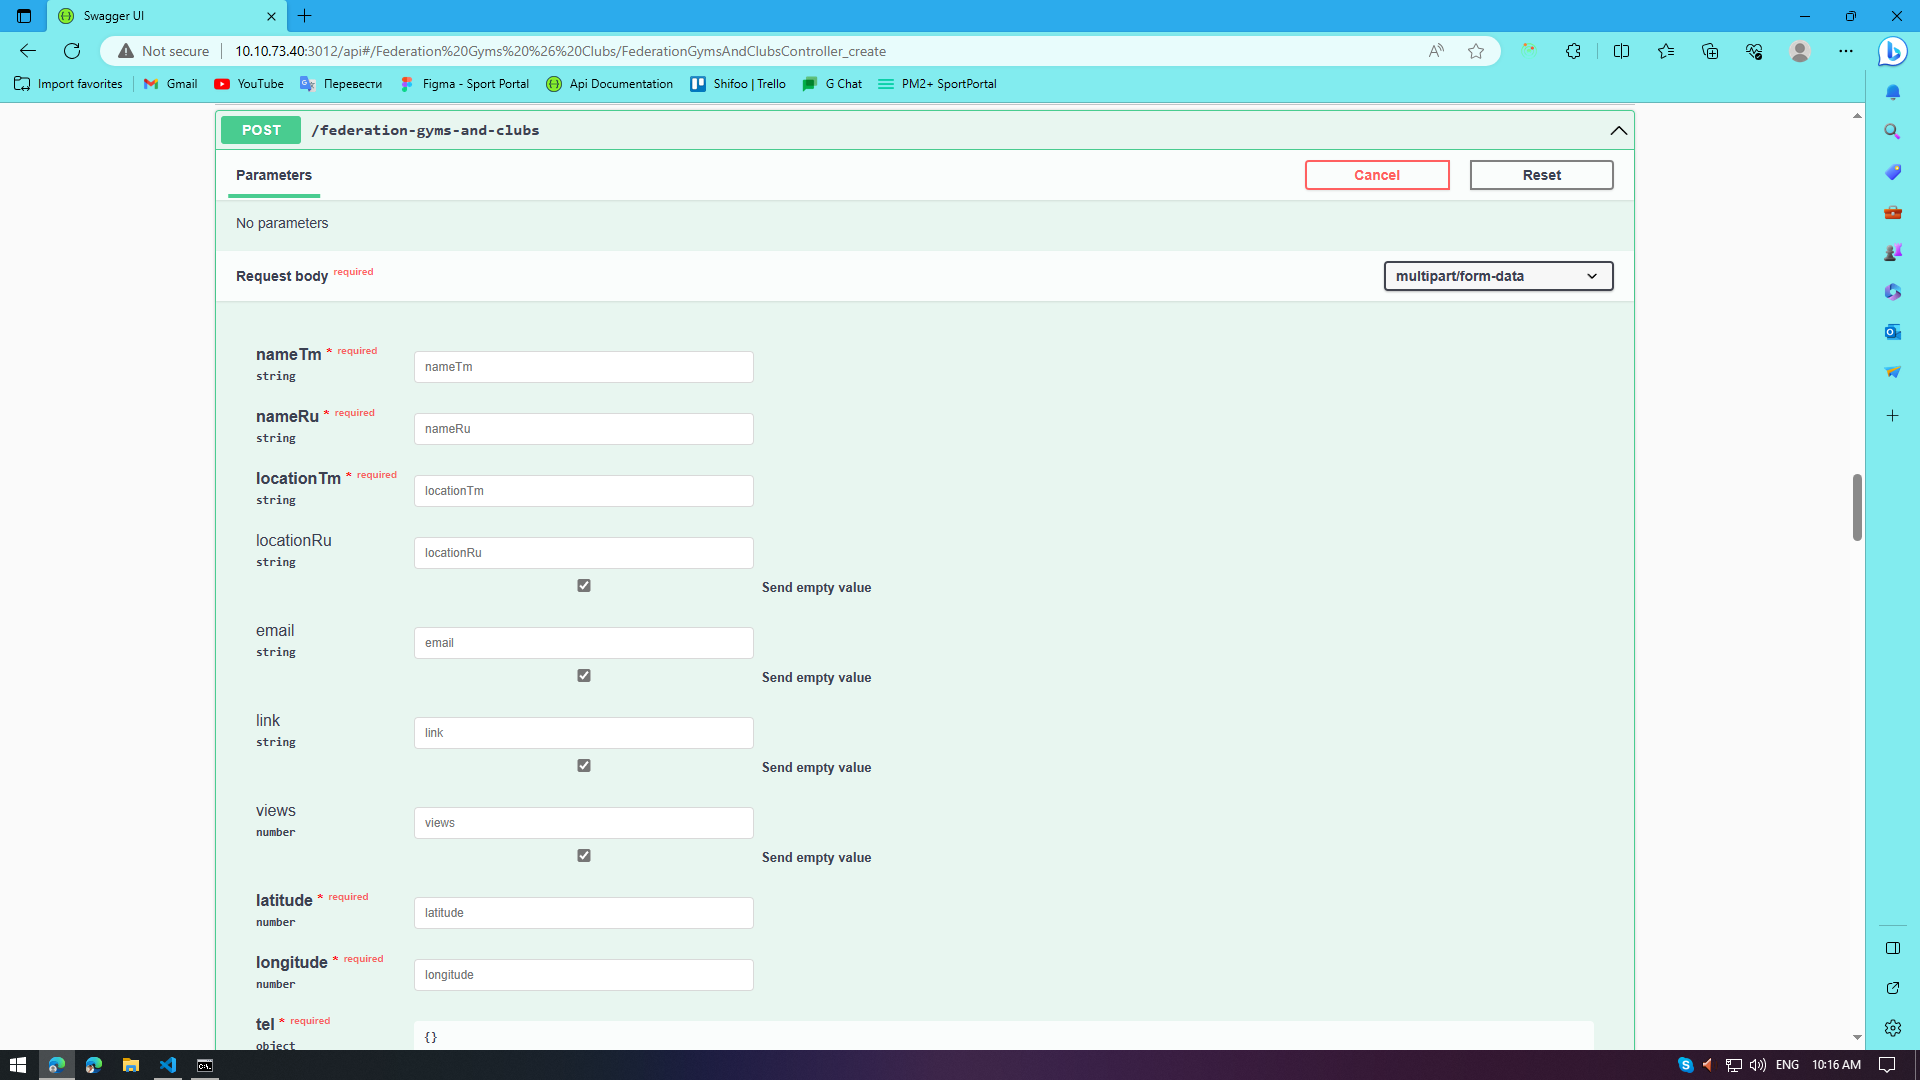 Swagger UI
Not secure
10.10.73.40:3012/api#/Federation%20Gyms%20%26%20Clubs/FederationGymsAndClubsController_create
Import favorites
Gmail
YouTube
Перевести
Figma - Sport Portal
Api Documentation
Shifoo | Trello
G Chat
PM2+ SportPortal
POST
/federation-gyms-and-clubs
Parameters
Cancel
Reset
No parameters
Request body required
multipart/form-data
nameTm * required
string
nameTm
nameRu * required
string
nameRu
locationTm * required
string
locationTm
locationRu
string
locationRu
Send empty value
email
string
email
Send empty value
link
string
link
Send empty value
views
number
views
Send empty value
latitude * required
number
latitude
longitude * required
number
longitude
tel * required
object
{}
ENG
10:16 AM